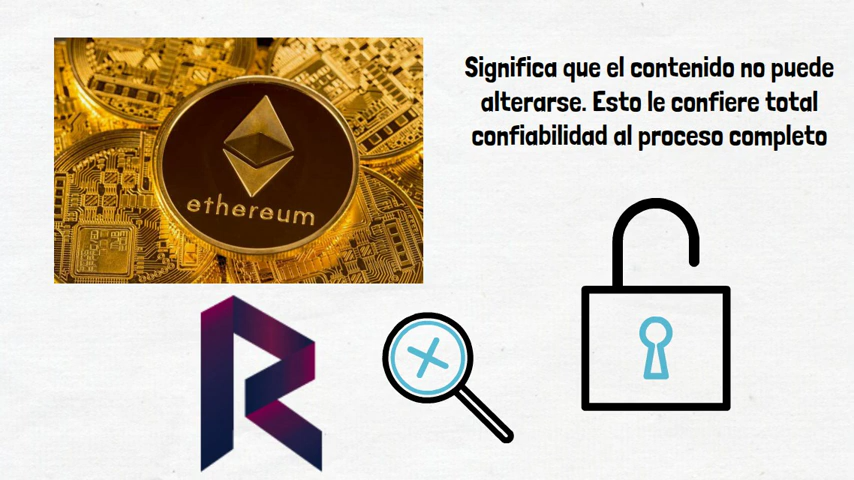 Significa que el contenido no puede
alterarse. Esto le confiere total
confiabilidad al proceso completo
ethereum